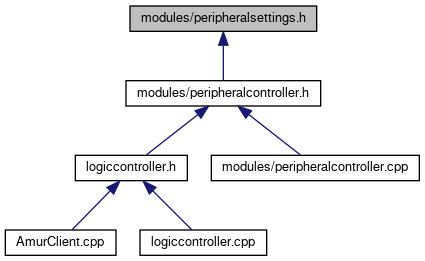 modules/peripheralsettings.h
modules/peripheralcontroller.h
logiccontroller.h
modules/peripheralcontroller.cpp
AmurClient.cpp
logiccontroller.cpp